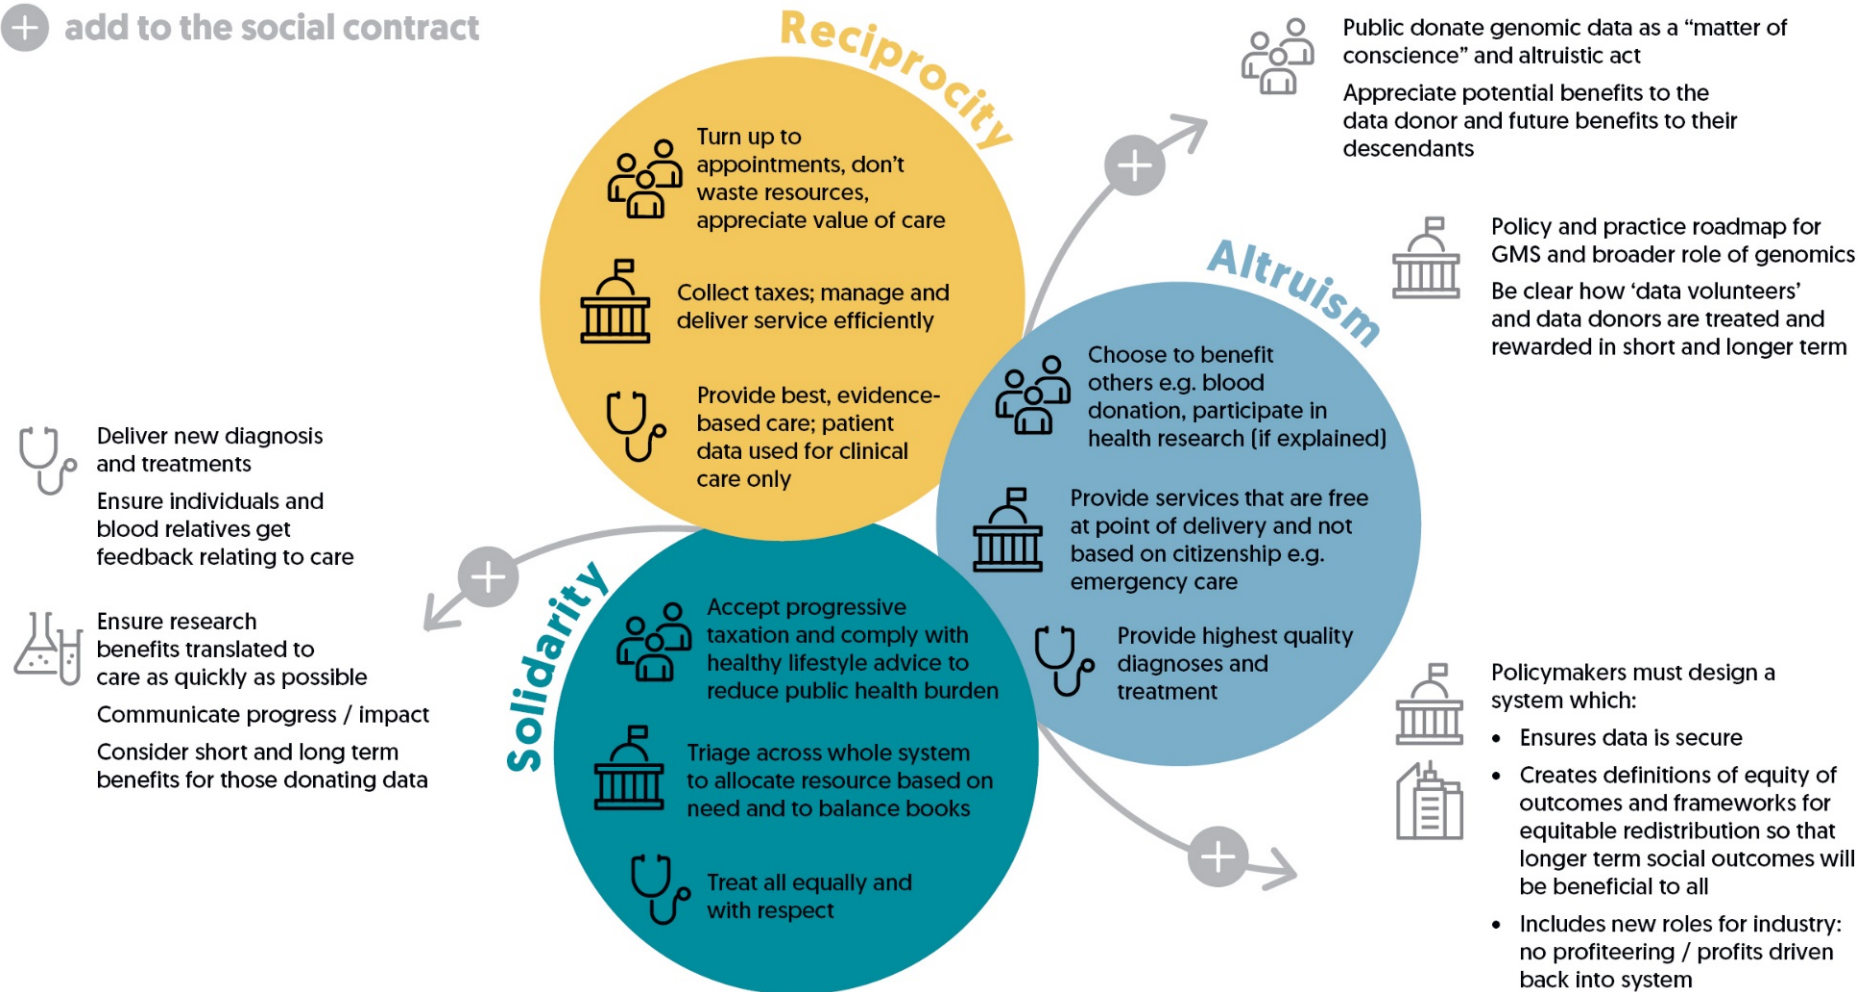 add to the social contract
Reciprocity
Turn up to
appointments, don’t
waste resources,
appreciate value of care
Collect taxes; manage and
deliver service efficiently
Provide best, evidence-
based care; patient
data used for clinical
care only
Altruism
Choose to benefit
others e.g. blood
donation, participate in
health research (if explained)
Provide services that are free
at point of delivery and not
based on citizenship e.g.
emergency care
Provide highest quality
diagnoses and
treatment
Solidarity
Accept progressive
taxation and comply with
healthy lifestyle advice to
reduce public health burden
Triage across whole system
to allocate resource based on
need and to balance books
Treat all equally and
with respect
Public donate genomic data as a “matter of
conscience” and altruistic act
Appreciate potential benefits to the
data donor and future benefits to their
descendants
Policy and practice roadmap for
GMS and broader role of genomics
Be clear how ‘data volunteers’
and data donors are treated and
rewarded in short and longer term
Deliver new diagnosis
and treatments
Ensure individuals and
blood relatives get
feedback relating to care
Ensure research
benefits translated to
care as quickly as possible
Communicate progress / impact
Consider short and long term
benefits for those donating data
Policymakers must design a
system which:
• Ensures data is secure
• Creates definitions of equity of
outcomes and frameworks for
equitable redistribution so that
longer term social outcomes will
be beneficial to all
• Includes new roles for industry:
no profiteering / profits driven
back into system